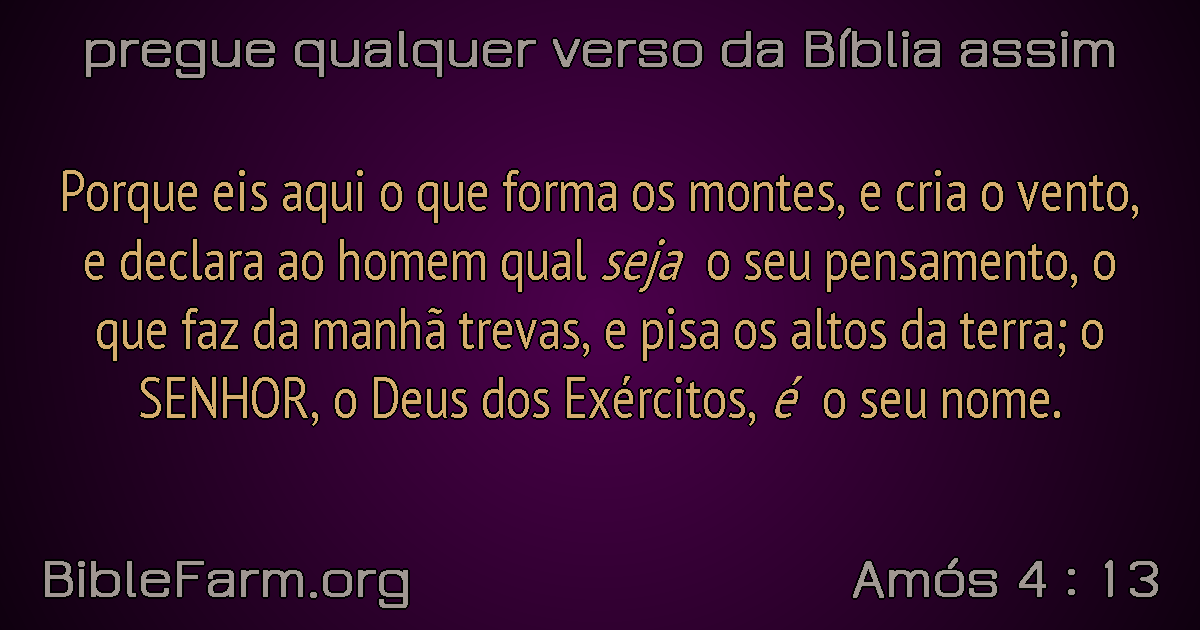 pregue qualquer verso da Bíblia assim
Porque eis aqui o que forma os montes, e cria o vento,
e declara ao homem qual seja o seu pensamento, o
que faz da manhã trevas, e pisa os altos da terra; o
SENHOR, o Deus dos Exércitos, é o seu nome.
BibleFarm.org
Amós 4 : 13